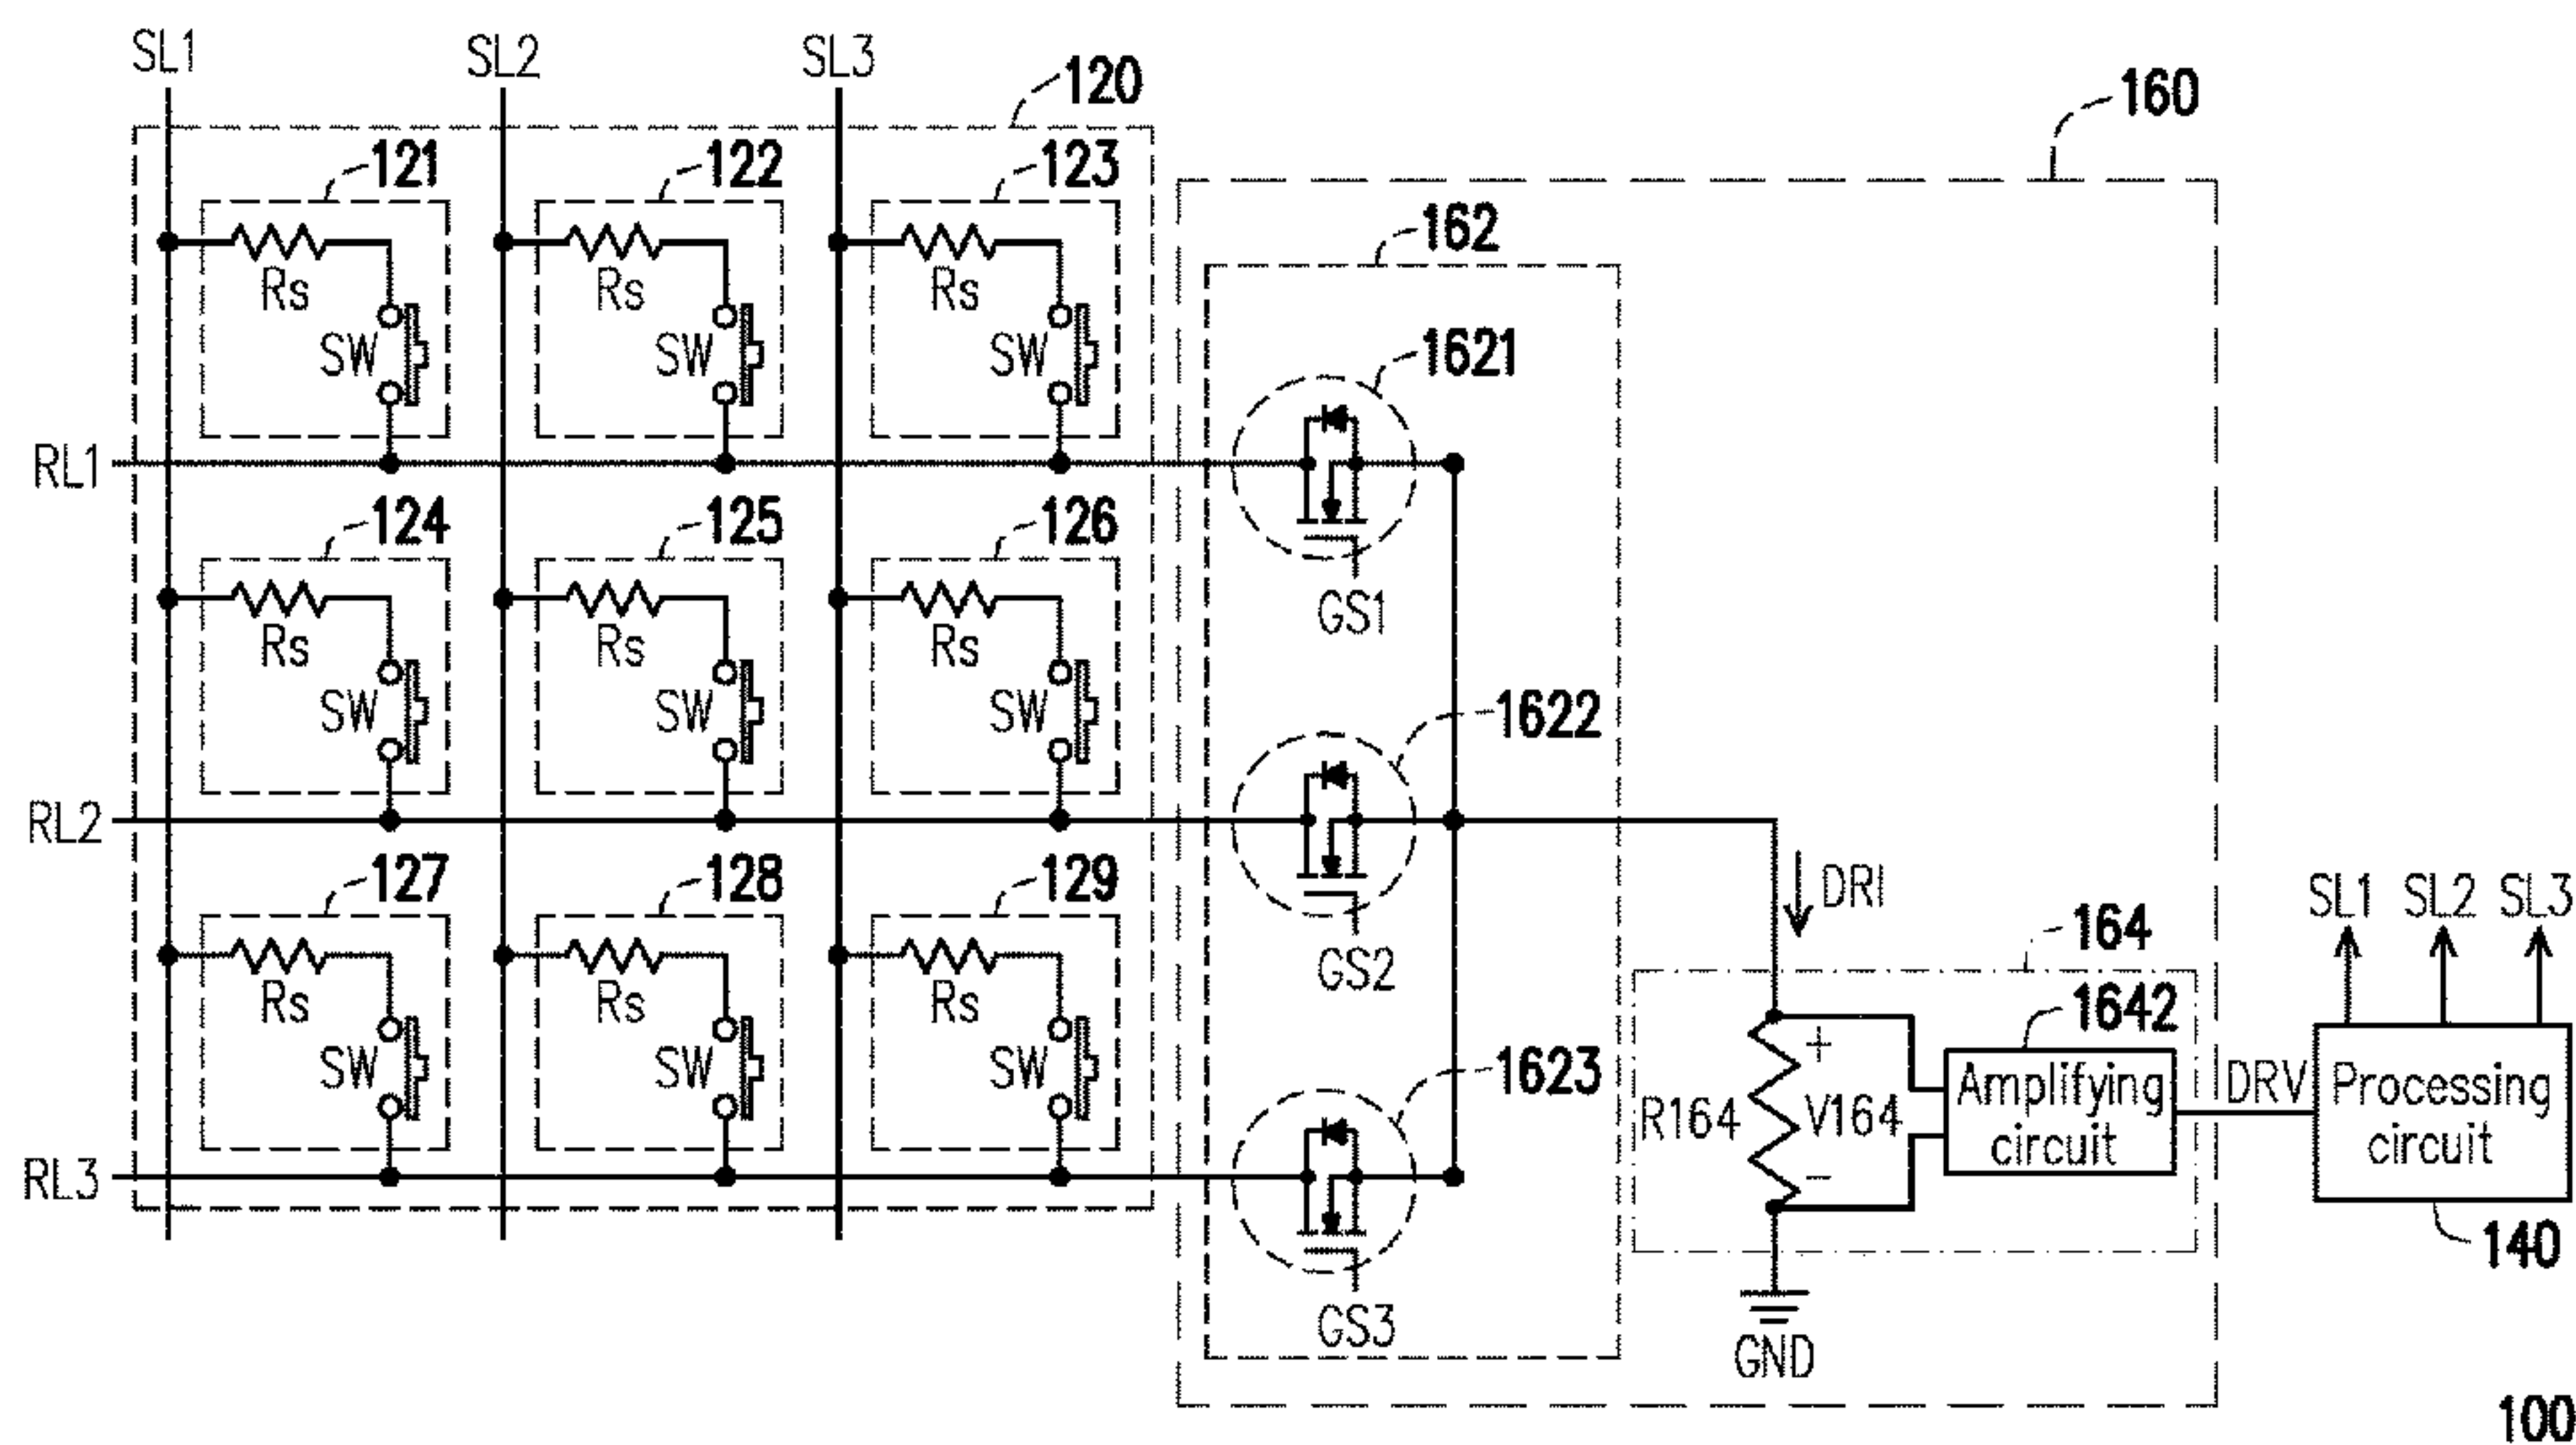 SL1 SL2 SL3 120
160
121 122 123
162
Rs Rs Rs
SW SW SW
1621
RL1
124 125 126
GS1
Rs Rs Rs
SW SW SW
1622
RL2
127 128 129
DRI
SL1 SL2 SL3
164
GS2
Rs Rs Rs
1642
SW SW SW
1623
R164 + V164 −
Amplifying
circuit
DRV
Processing
circuit
RL3
140
GS3
GND
100